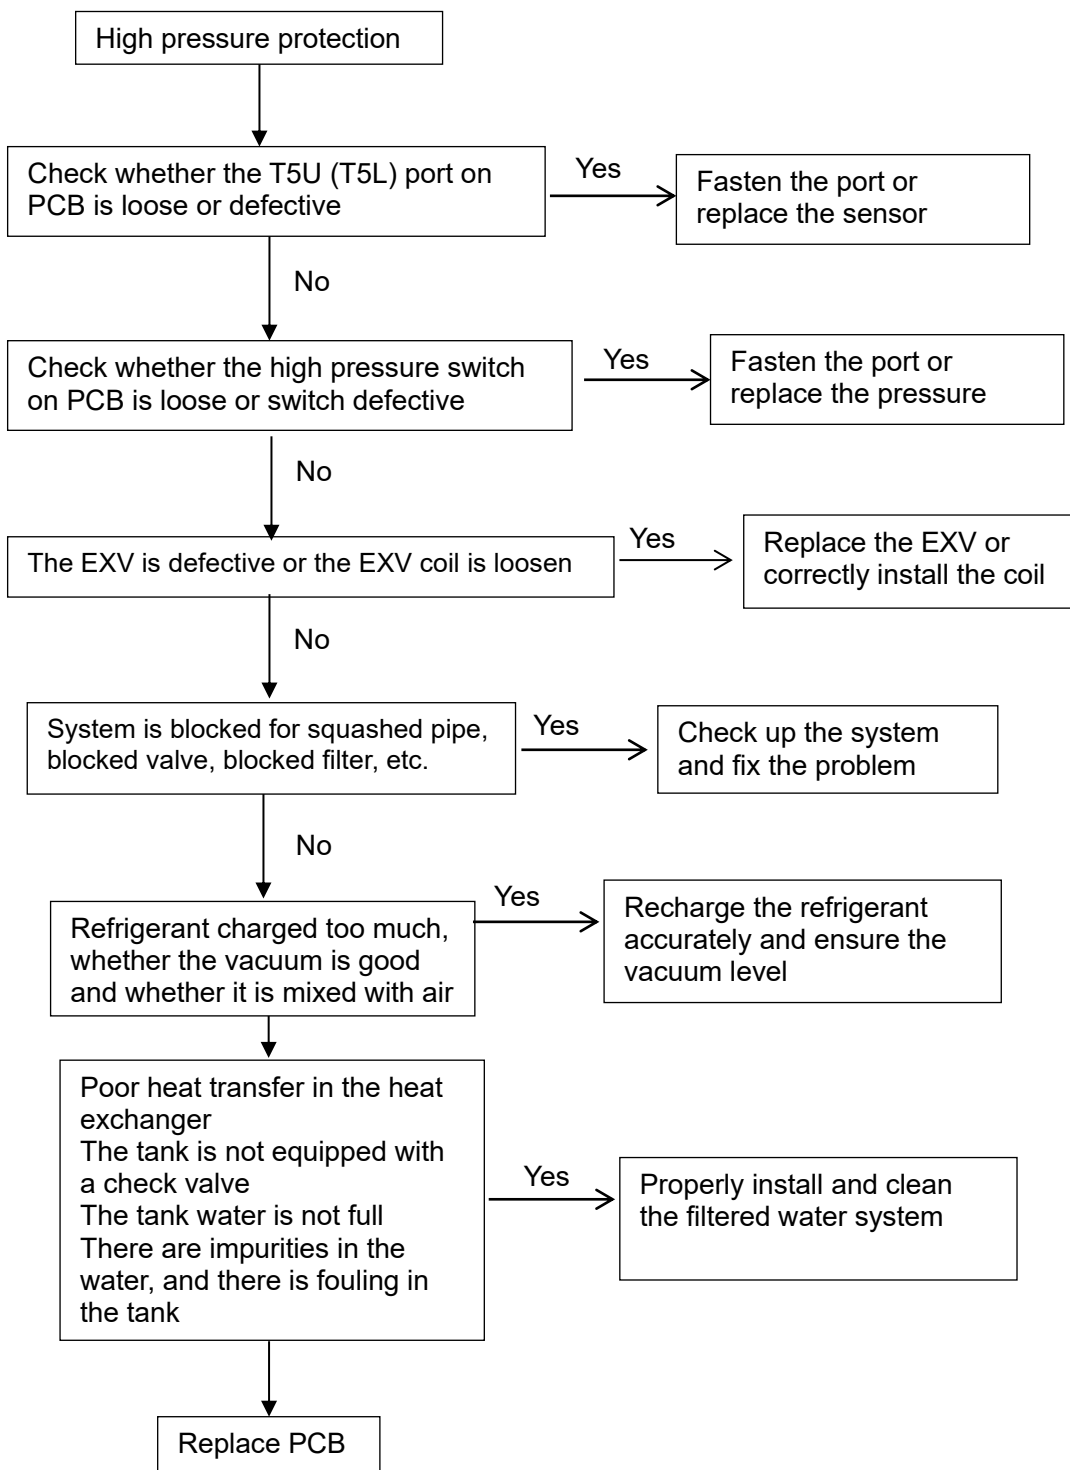 High pressure protection
Check whether the T5U (T5L) port on
PCB is loose or defective
Yes
Fasten the port or
replace the sensor
No
Check whether the high pressure switch
on PCB is loose or switch defective
Yes
Fasten the port or
replace the pressure
No
The EXV is defective or the EXV coil is loosen
Yes
Replace the EXV or
correctly install the coil
No
System is blocked for squashed pipe,
blocked valve, blocked filter, etc.
Yes
Check up the system
and fix the problem
No
Refrigerant charged too much,
whether the vacuum is good
and whether it is mixed with air
Yes
Recharge the refrigerant
accurately and ensure the
vacuum level
Poor heat transfer in the heat
exchanger
The tank is not equipped with
a check valve
The tank water is not full
There are impurities in the
water, and there is fouling in
the tank
Yes
Properly install and clean
the filtered water system
Replace PCB